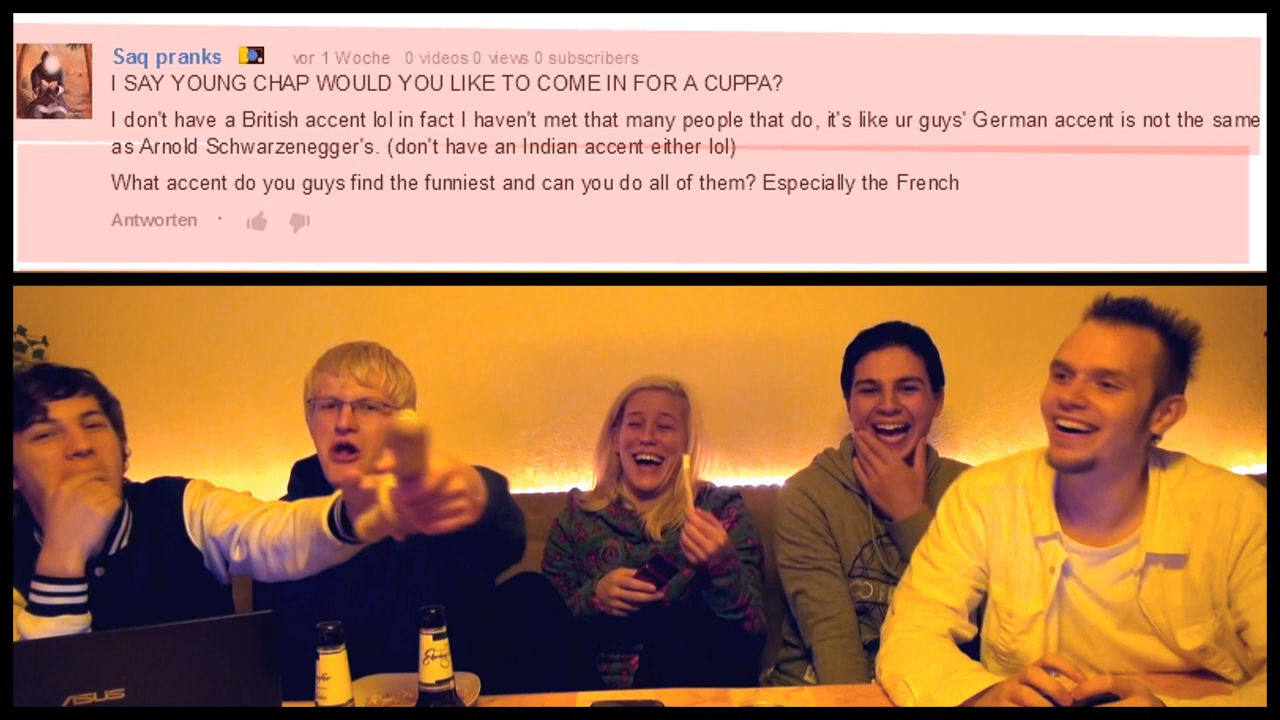 Saq pranks vor 1 Woche 0 videos 0 views 0 subscribers
I SAY YOUNG CHAP WOULD YOU LIKE TO COME IN FOR A CUPPA?
I don't have a British accent lol in fact I haven't met that many people that do, it's like ur guys' German accent is not the same
as Arnold Schwarzenegger's. (don't have an Indian accent either lol)
What accent do you guys find the funniest and can you do all of them? Especially the French
Antworten ·
ASUS